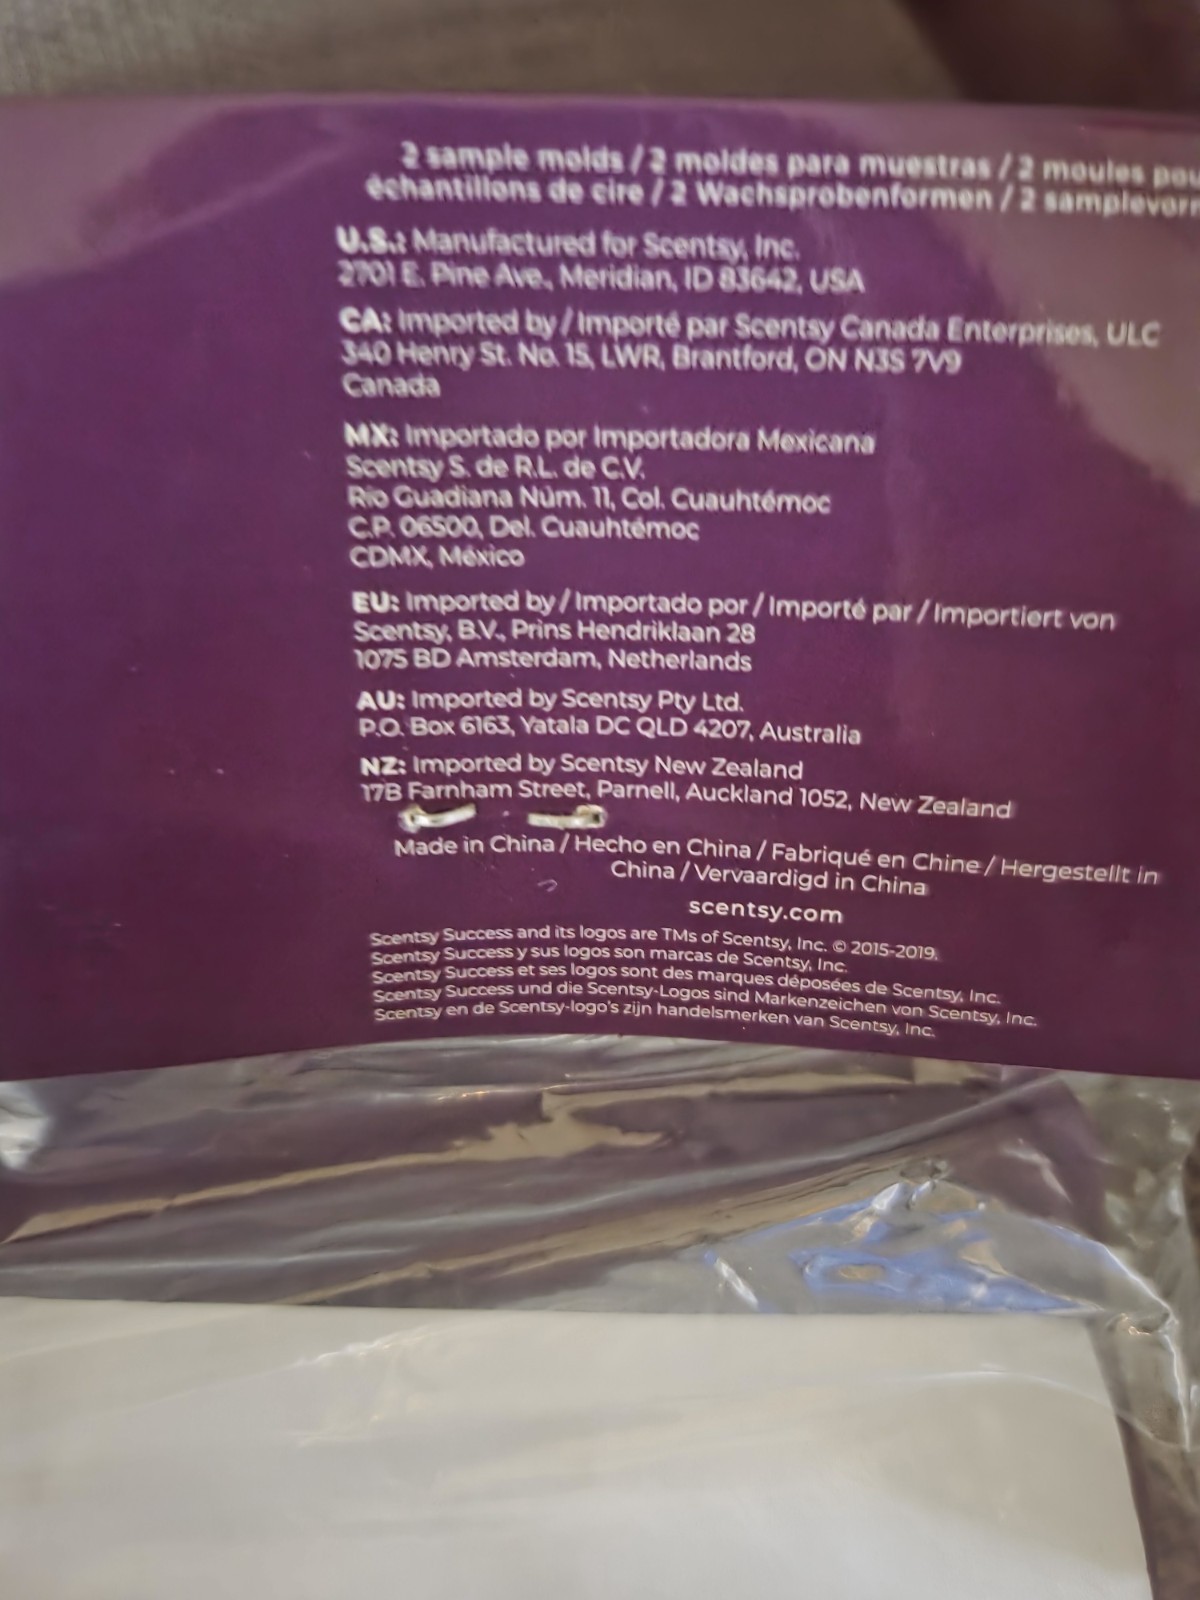 2 sample molds / 2 moldes para muestras / 2 moules
échantillons de cire / 2 Wachsprobenformen / 2
U.S.: Manufactured for Scentsy, Inc.
2701 E. Pine Ave., Meridian, ID 83642, USA
CA: Imported by / Importé par Scentsy Canada Enterprises, ULC
340 Henry St. No. 15, LWR, Brantford, ON N3S 7V9
Canada
MX: Importado por Importadora Mexicana
Scentsy S. de R.L. de C.V.
Río Guadiana Núm. 11, Col. Cuauhtémoc
C.P. 06500, Del. Cuauhtémoc
CDMX, México
EU: Imported by / Importado por / Importé par / Importiert von
Scentsy, B.V., Prins Hendriklaan 28
1075 BD Amsterdam, Netherlands
AU: Imported by Scentsy Pty Ltd.
P.O. Box 6163, Yatala DC QLD 4207, Australia
NZ: Imported by Scentsy New Zealand
17B Farnham Street, Parnell, Auckland 1052, New Zealand
Made in China / Hecho en China / Fabriqué en Chine / Hergestellt in
China / Vervaardigd in China
scentsy.com
Scentsy Success and its logos are TMs of Scentsy, Inc. © 2015-2019.
Scentsy Success y sus logos son marcas de Scentsy, Inc.
Scentsy Success et ses logos sont des marques déposées de Scentsy, Inc.
Scentsy Success und die Scentsy-Logos sind Markenzeichen von Scentsy, Inc.
Scentsy en de Scentsy-logo's zijn handelsmerken van Scentsy, Inc.